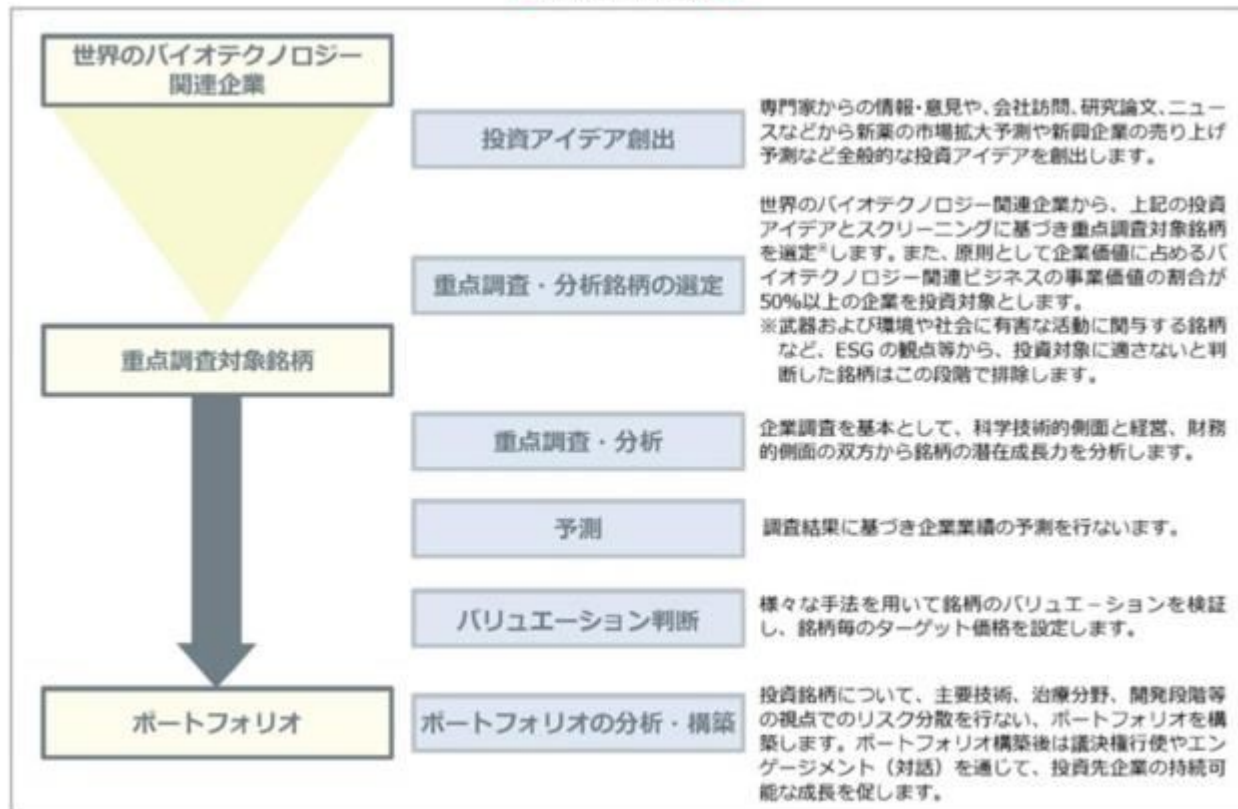 世界のバイオテクノロジー
関連企業
投資アイデア創出
専門家からの情報・意見や、会社訪問、研究論文、ニュー
スなどから新薬の市場拡大予測や新興企業の売り上げ
予測など全般的な投資アイデアを創出します。
重点調査・分析銘柄の選定
世界のバイオテクノロジー関連企業から、上記の投資
アイデアとスクリーニングに基づき重点調査対象銘柄
を選定※します。また、原則として企業価値に占めるバ
イオテクノロジー関連ビジネスの事業価値の割合が
50%以上の企業を投資対象とします。
※武器および環境や社会に有害な活動に関与する銘柄
など、ESG の観点等から、投資対象に適さないと判
断した銘柄はこの段階で排除します。
重点調査対象銘柄
重点調査・分析
企業調査を基本として、科学技術的側面と経営、財務
的側面の双方から銘柄の潜在成長力を分析します。
予測
調査結果に基づき企業業績の予測を行ないます。
バリュエーション判断
様々な手法を用いて銘柄のバリュエーションを検証
し、銘柄毎のターゲット価格を設定します。
ポートフォリオ
ポートフォリオの分析・構築
投資銘柄について、主要技術、治療分野、開発段階等
の視点でのリスク分散を行ない、ポートフォリオを構
築します。ポートフォリオ構築後は議決権行使やエン
ゲージメント（対話）を通じて、投資先企業の持続可
能な成長を促します。